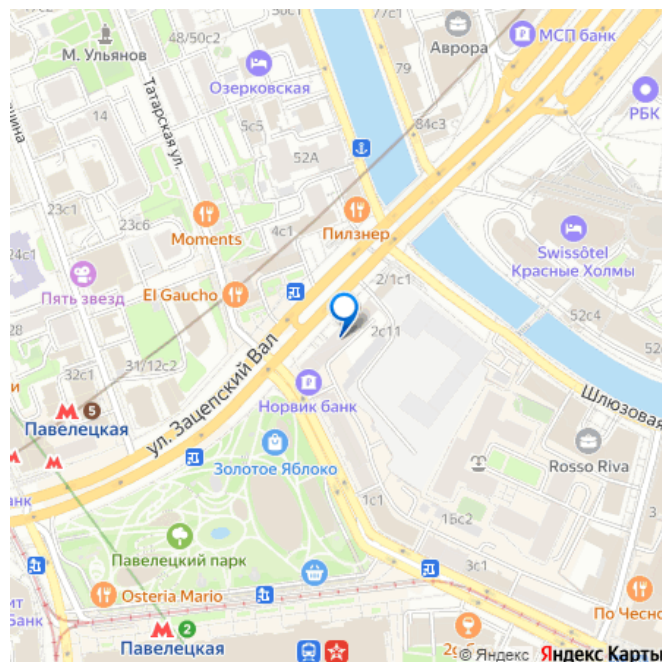 50с1
77с1
М. Ульянов
48/50с2
Аврора
МСП банк
Озерковская
79
РБК
14
Татарская ул.
5с5
84с3
52А
23с1
23с6
Moments
4с1
Пилзнер
24с1
Swissôtel
Красные Холмы
Пять звезд
El Gaucho
2/1с1
28
2с11
52с4
31/12с2
32с1
ул. Зацепский Вал
Норвик банк
Шлюзовая
5
Павелецкая
Золотое Яблоко
Rosso Riva
1с1
1Бс2
Павелецкий парк
3с1
Osteria Mario
По Чесно
Банк
2
Павелецкая
© Яндекс Яндекс Карты